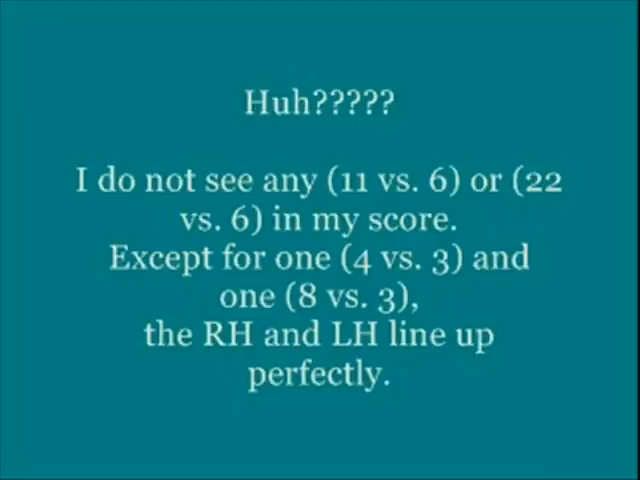 Huh?????
I do not see any (11 vs. 6) or (22
vs. 6) in my score.
Except for one (4 vs. 3) and
one (8 vs. 3),
the RH and LH line up
perfectly.